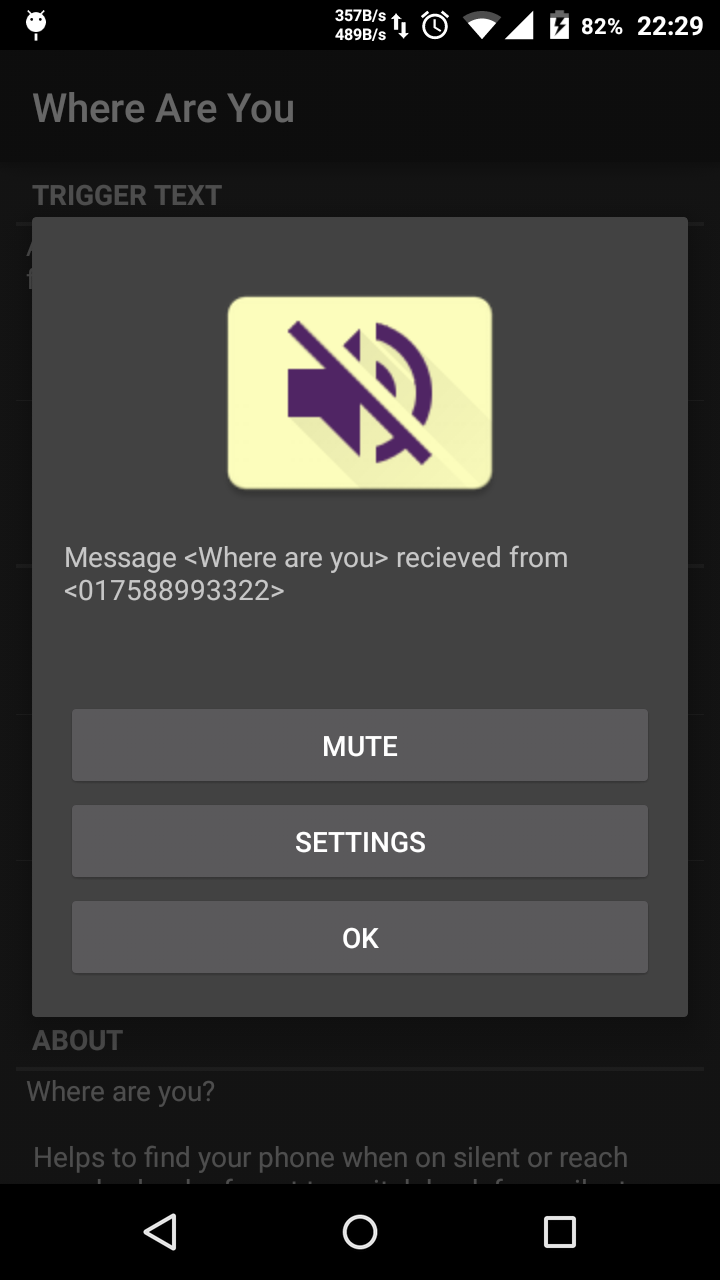 357B/s
489B/s
82% 22:29
Where Are You
TRIGGER TEXT
Message <Where are you> recieved from
<017588993322>
MUTE
SETTINGS
OK
ABOUT
Where are you?
Helps to find your phone when on silent or reach